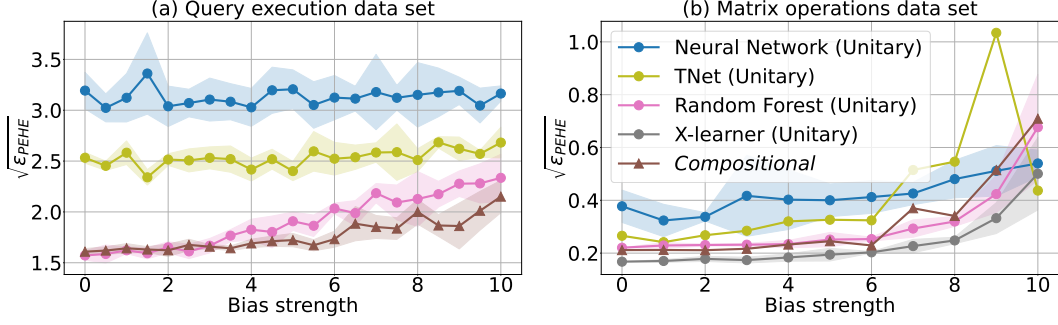 (a) Query execution data set
√εPEHE
3.5
3.0
2.5
2.0
1.5
0 2 4 6 8 10
Bias strength
(b) Matrix operations data set
√εPEHE
1.0
0.8
0.6
0.4
0.2
Neural Network (Unitary)
TNet (Unitary)
Random Forest (Unitary)
X-learner (Unitary)
Compositional
0 2 4 6 8 10
Bias strength